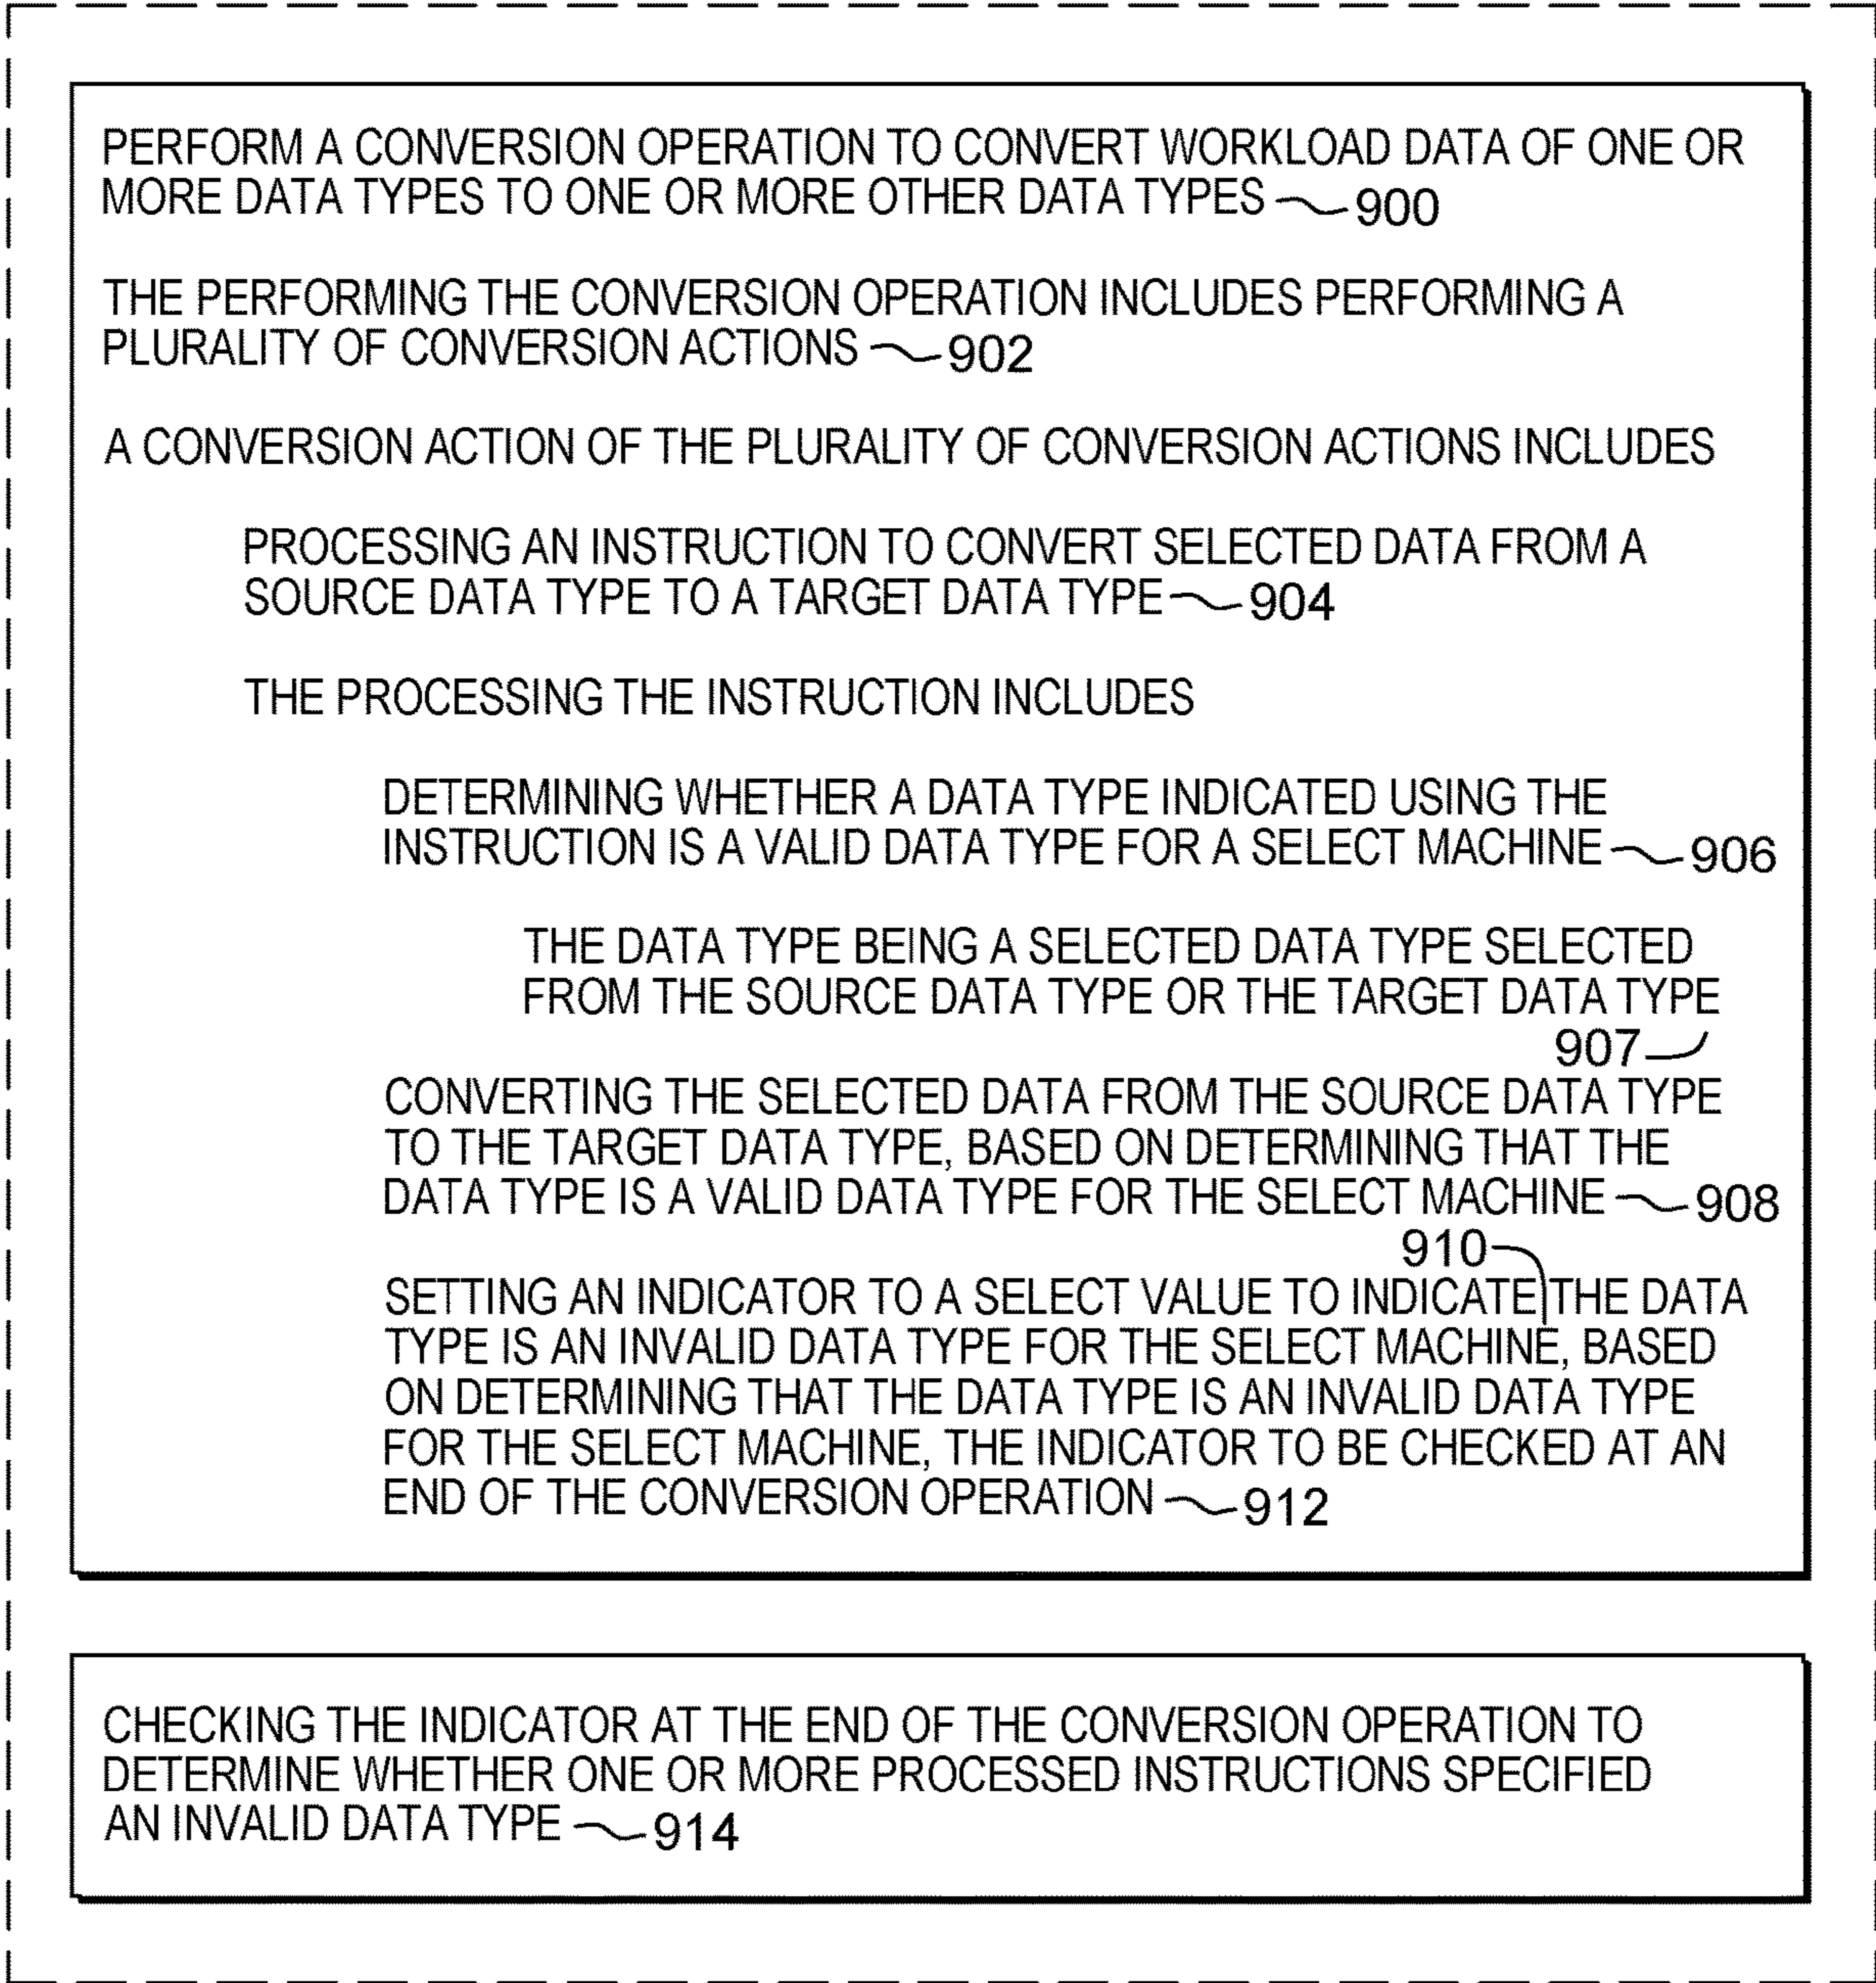 PERFORM A CONVERSION OPERATION TO CONVERT WORKLOAD DATA OF ONE OR
MORE DATA TYPES TO ONE OR MORE OTHER DATA TYPES 900
THE PERFORMING THE CONVERSION OPERATION INCLUDES PERFORMING A
PLURALITY OF CONVERSION ACTIONS 902
A CONVERSION ACTION OF THE PLURALITY OF CONVERSION ACTIONS INCLUDES
PROCESSING AN INSTRUCTION TO CONVERT SELECTED DATA FROM A
SOURCE DATA TYPE TO A TARGET DATA TYPE 904
THE PROCESSING THE INSTRUCTION INCLUDES
DETERMINING WHETHER A DATA TYPE INDICATED USING THE
INSTRUCTION IS A VALID DATA TYPE FOR A SELECT MACHINE 906
THE DATA TYPE BEING A SELECTED DATA TYPE SELECTED
FROM THE SOURCE DATA TYPE OR THE TARGET DATA TYPE
907
CONVERTING THE SELECTED DATA FROM THE SOURCE DATA TYPE
TO THE TARGET DATA TYPE, BASED ON DETERMINING THAT THE
DATA TYPE IS A VALID DATA TYPE FOR THE SELECT MACHINE 908
910
SETTING AN INDICATOR TO A SELECT VALUE TO INDICATE THE DATA
TYPE IS AN INVALID DATA TYPE FOR THE SELECT MACHINE, BASED
ON DETERMINING THAT THE DATA TYPE IS AN INVALID DATA TYPE
FOR THE SELECT MACHINE, THE INDICATOR TO BE CHECKED AT AN
END OF THE CONVERSION OPERATION 912
CHECKING THE INDICATOR AT THE END OF THE CONVERSION OPERATION TO
DETERMINE WHETHER ONE OR MORE PROCESSED INSTRUCTIONS SPECIFIED
AN INVALID DATA TYPE 914